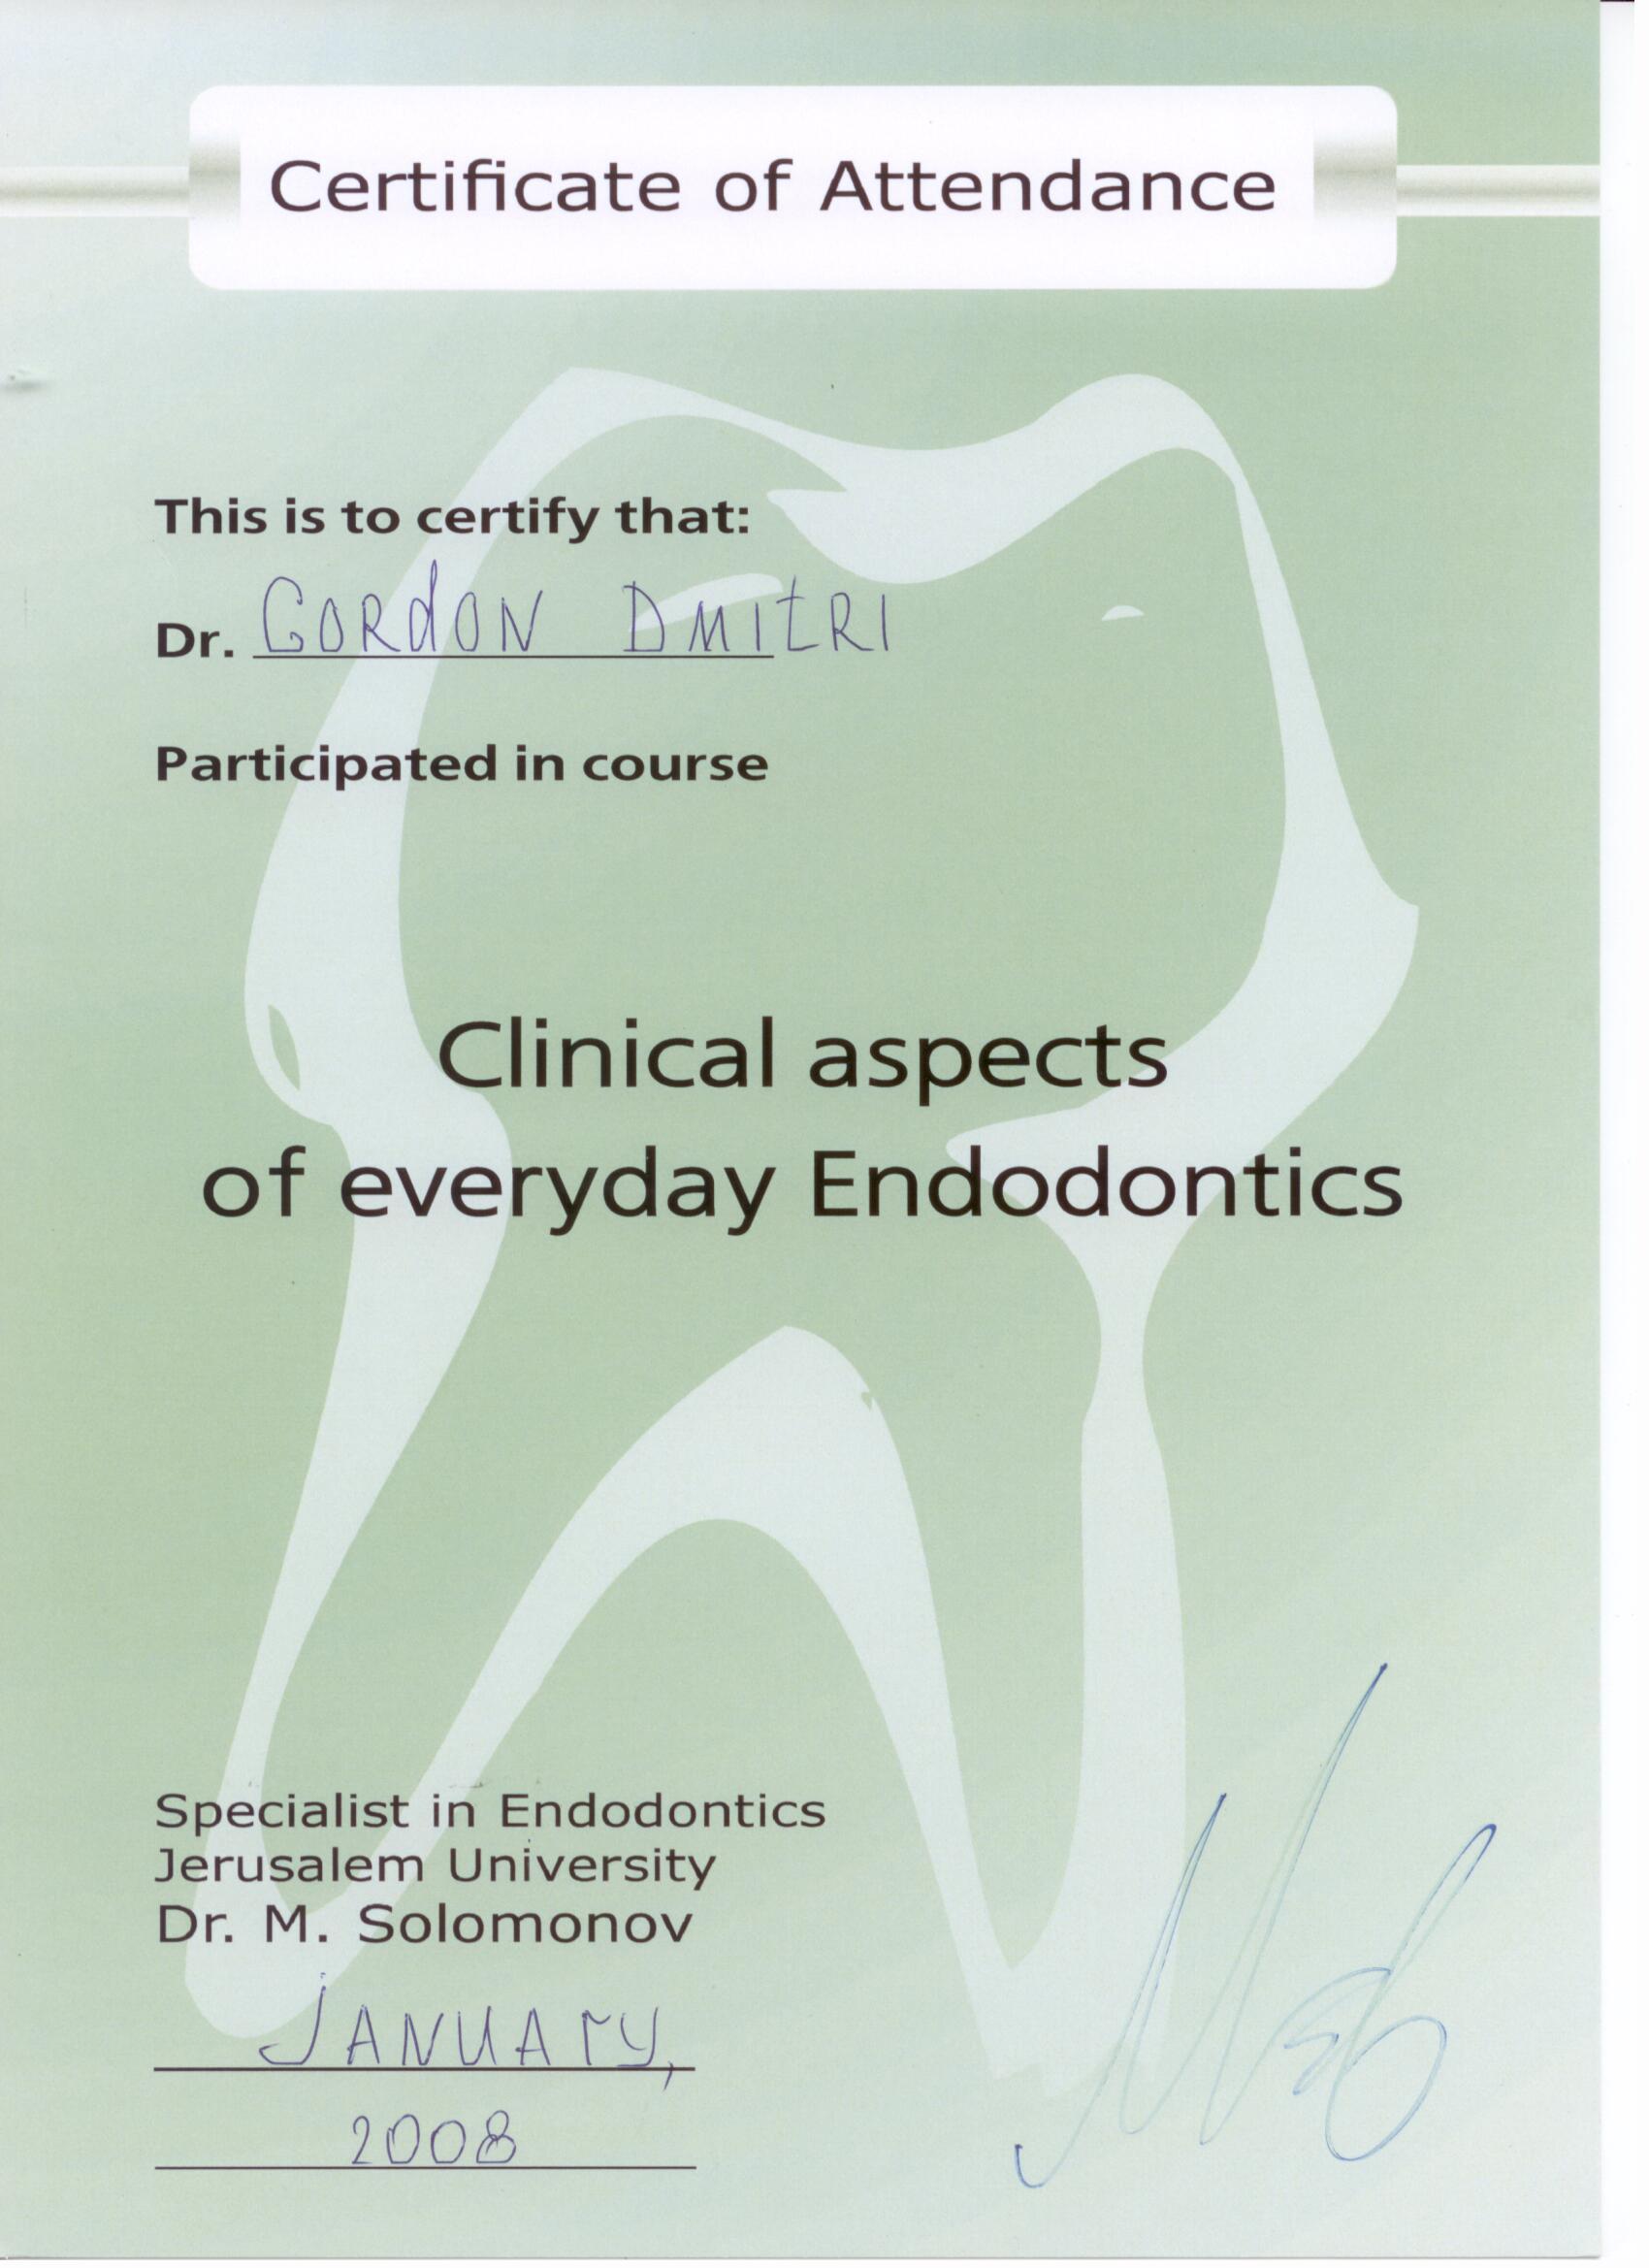 Certificate of Attendance
This is to certify that:
Dr. GORdON DMItRI
Participated in course
Clinical aspects
of everyday Endodontics
Specialist in Endodontics
Jerusalem University
Dr. M. Solomonov
JANUArY,
2008